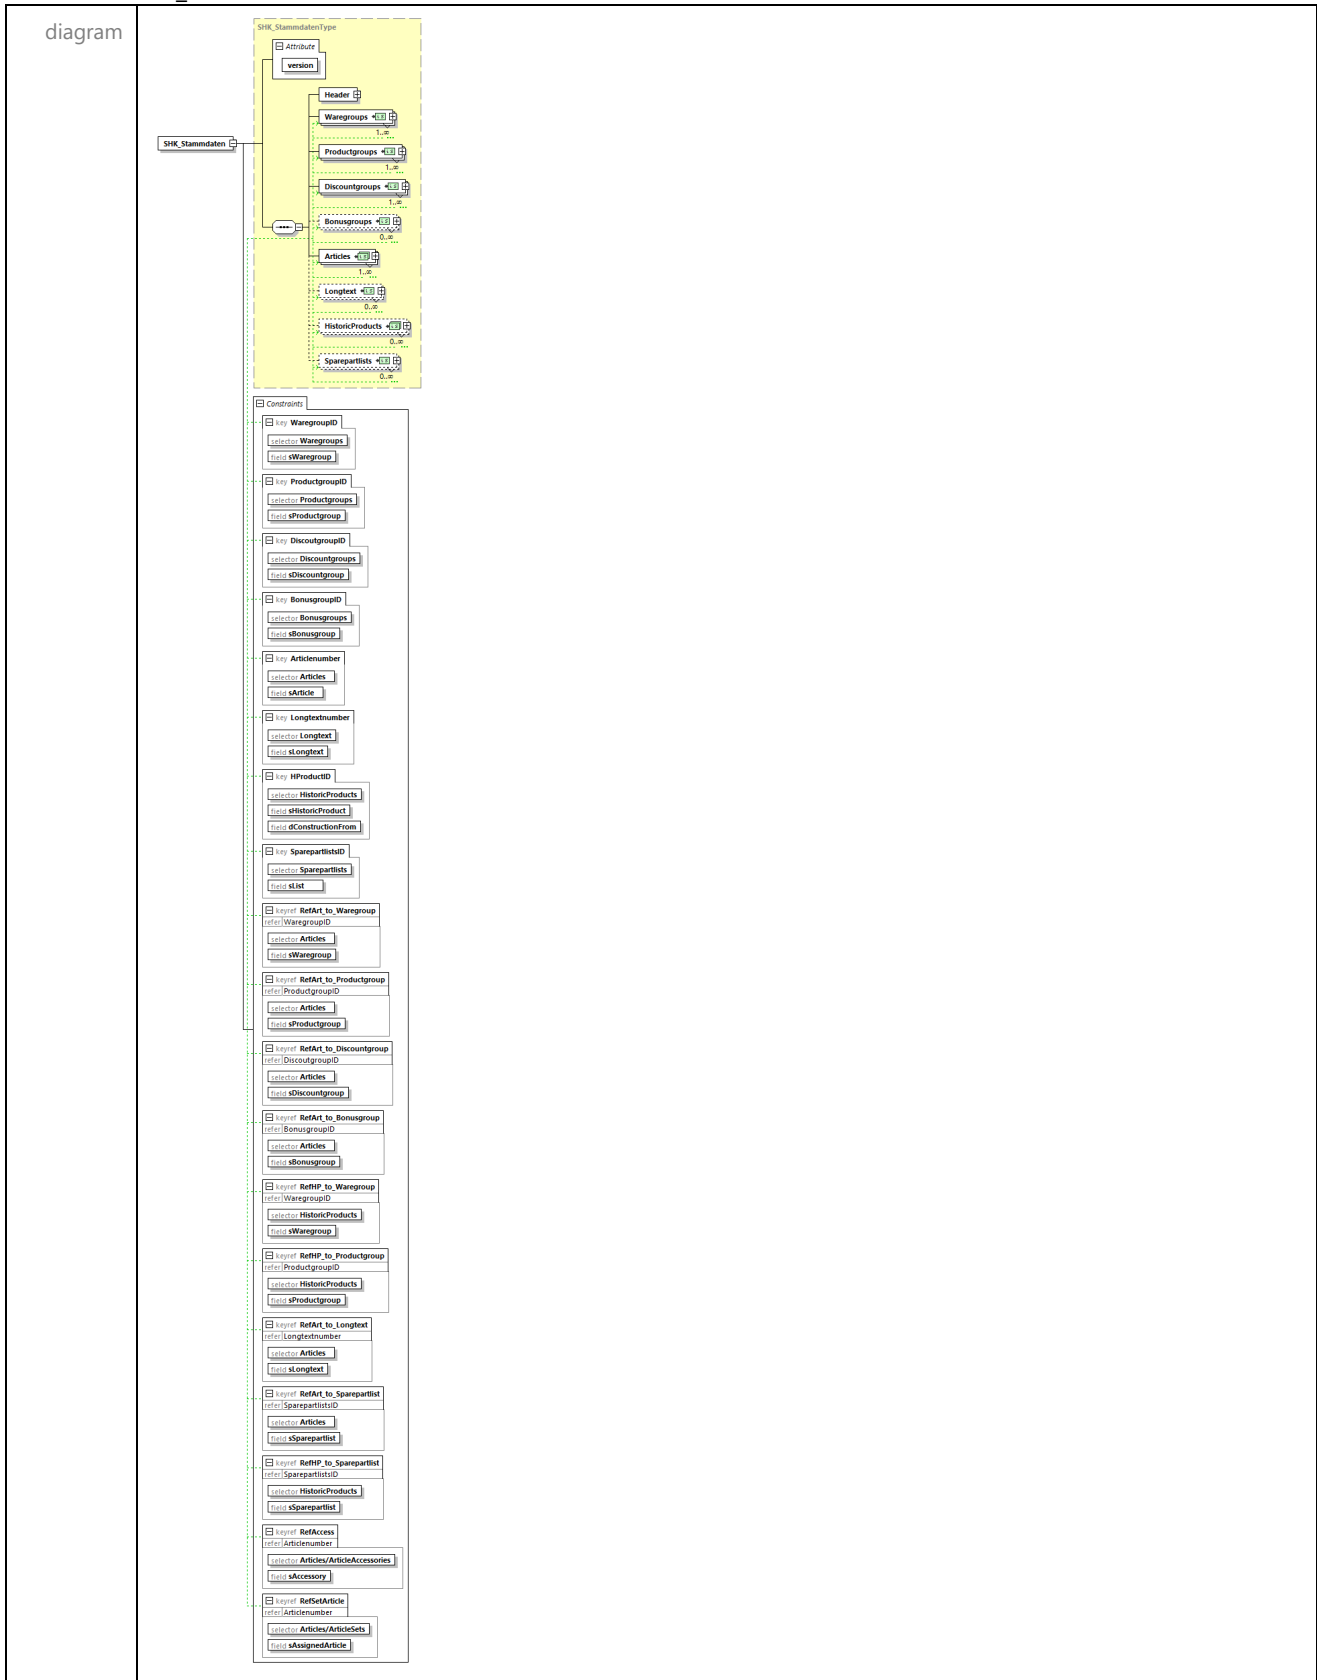 diagram
SHK_StammdatenType
Attribute
version
Header
Waregroups
1..∞
Productgroups
1..∞
SHK_Stammdaten
Discountgroups
1..∞
Bonusgroups
0..∞
Articles
1..∞
Longtext
0..∞
HistoricProducts
0..∞
Sparepartlists
0..∞
Constraints
key WaregroupID
selector Waregroups
field sWaregroup
key ProductgroupID
selector Productgroups
field sProductgroup
key DiscoutgroupID
selector Discountgroups
field sDiscountgroup
key BonusgroupID
selector Bonusgroups
field sBonusgroup
key Articlenumber
selector Articles
field sArticle
key Longtextnumber
selector Longtext
field sLongtext
key HProductID
selector HistoricProducts
field sHistoricProduct
field dConstructionFrom
key SparepartlistsID
selector Sparepartlists
field sList
keyref RefArt_to_Waregroup
refer WaregroupID
selector Articles
field sWaregroup
keyref RefArt_to_Productgroup
refer ProductgroupID
selector Articles
field sProductgroup
keyref RefArt_to_Discountgroup
refer DiscoutgroupID
selector Articles
field sDiscountgroup
keyref RefArt_to_Bonusgroup
refer BonusgroupID
selector Articles
field sBonusgroup
keyref RefHP_to_Waregroup
refer WaregroupID
selector HistoricProducts
field sWaregroup
keyref RefHP_to_Productgroup
refer ProductgroupID
selector HistoricProducts
field sProductgroup
keyref RefArt_to_Longtext
refer Longtextnumber
selector Articles
field sLongtext
keyref RefArt_to_Sparepartlist
refer SparepartlistsID
selector Articles
field sSparepartlist
keyref RefHP_to_Sparepartlist
refer SparepartlistsID
selector HistoricProducts
field sSparepartlist
keyref RefAccess
refer Articlenumber
selector Articles/ArticleAccessories
field sAccessory
keyref RefSetArticle
refer Articlenumber
selector Articles/ArticleSets
field sAssignedArticle